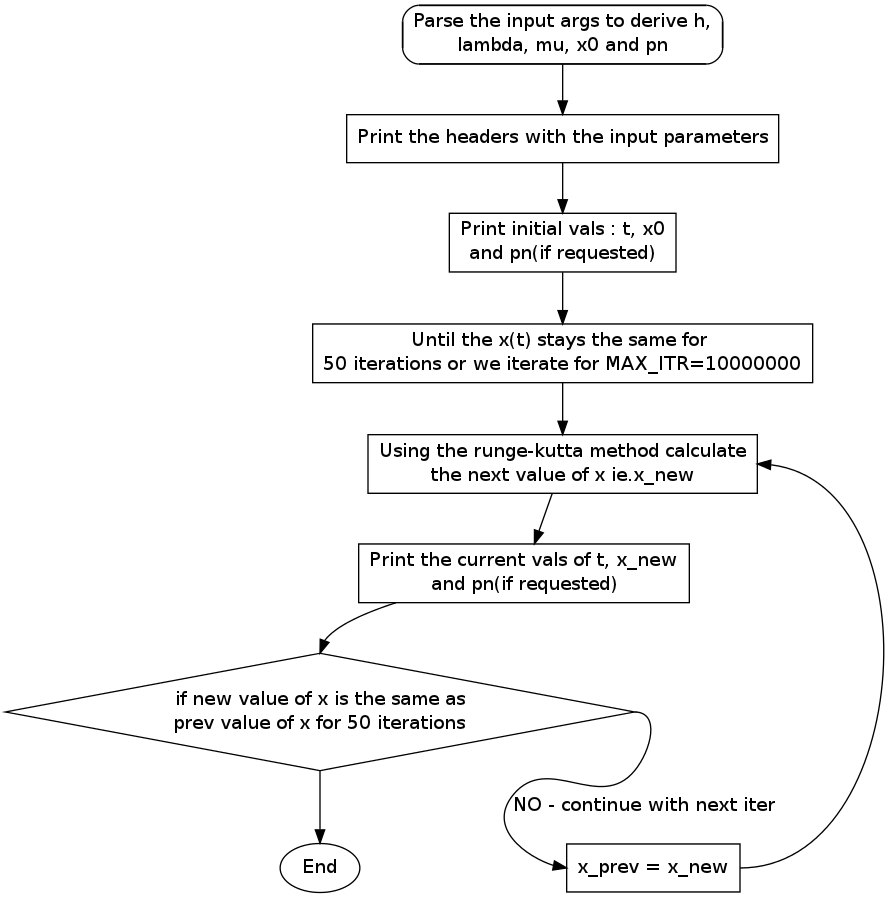 Parse the input args to derive h,
lambda, mu, x0 and pn
Print the headers with the input parameters
Print initial vals : t, x0
and pn(if requested)
Until the x(t) stays the same for
50 iterations or we iterate for MAX_ITR=10000000
Using the runge-kutta method calculate
the next value of x ie.x_new
Print the current vals of t, x_new
and pn(if requested)
if new value of x is the same as
prev value of x for 50 iterations
NO - continue with next iter
End
x_prev = x_new